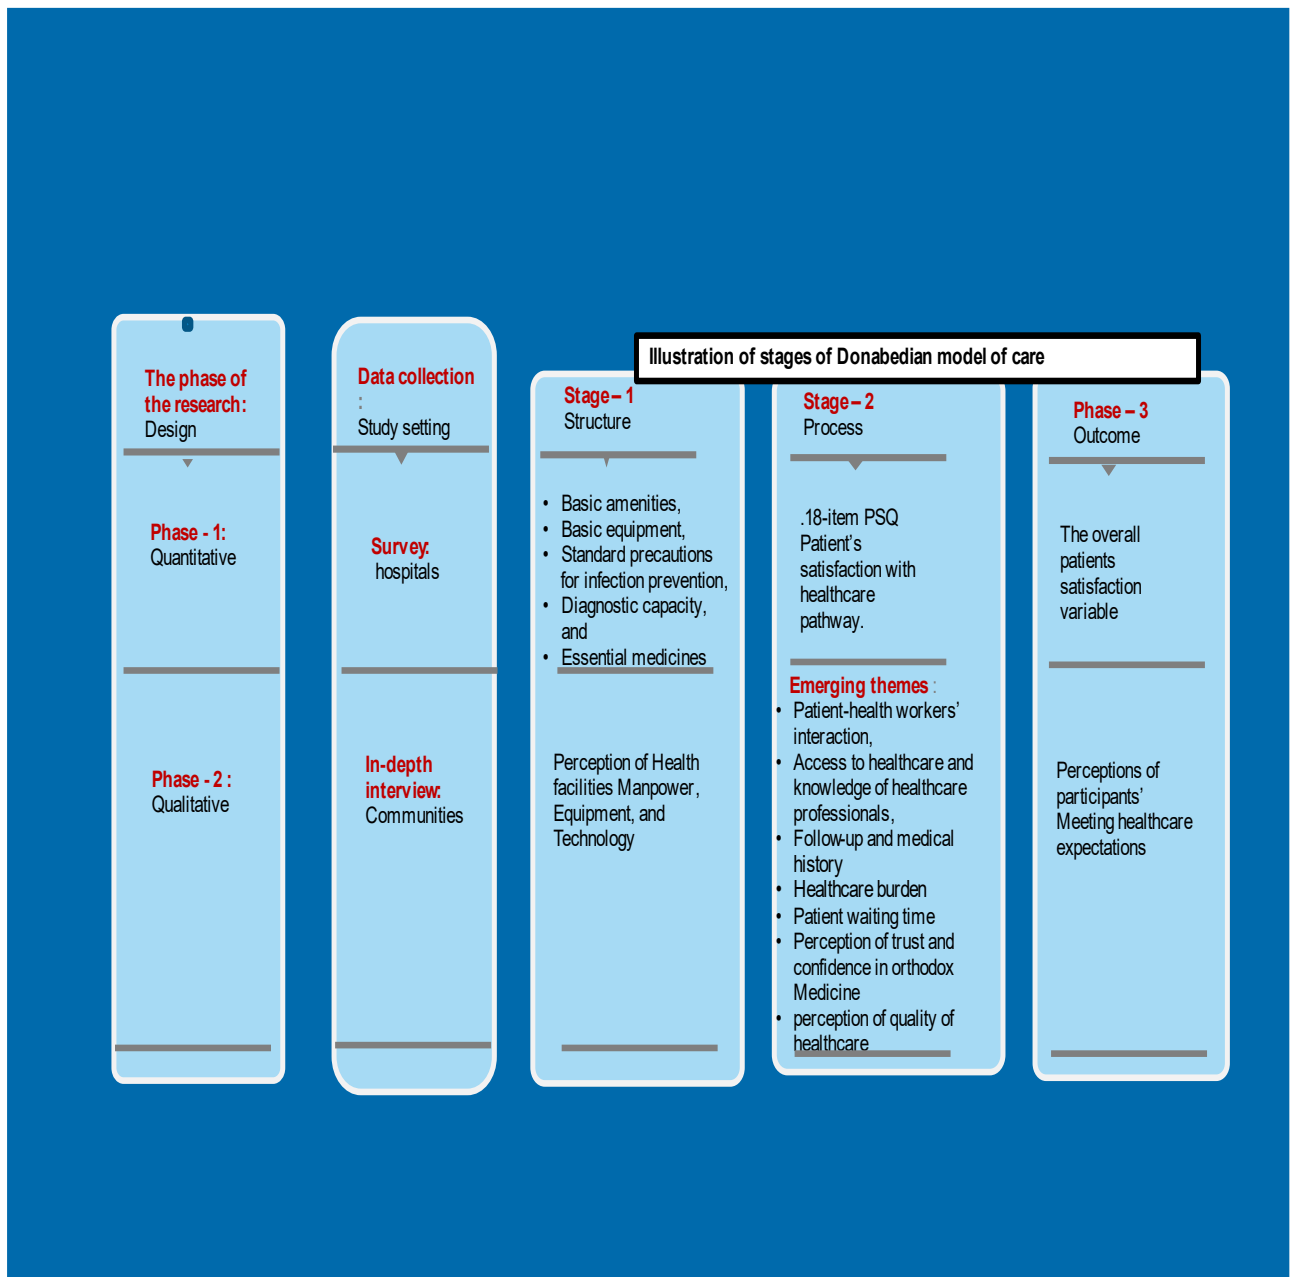 Illustration of stages of Donabedian model of care
The phase of
the research:
Design
Phase - 1:
Quantitative
Phase - 2 :
Qualitative
Data collection
:
Study setting
Survey:
hospitals
In-depth
interview:
Communities
Stage – 1
Structure
• Basic amenities,
• Basic equipment,
• Standard precautions
for infection prevention,
• Diagnostic capacity,
and
• Essential medicines
Perception of Health
facilities Manpower,
Equipment, and
Technology
Stage – 2
Process
.18-item PSQ
Patient’s
satisfaction with
healthcare
pathway.
Emerging themes :
• Patient-health workers’
interaction,
• Access to healthcare and
knowledge of healthcare
professionals,
• Follow-up and medical
history
• Healthcare burden
• Patient waiting time
• Perception of trust and
confidence in orthodox
Medicine
• perception of quality of
healthcare
Phase – 3
Outcome
The overall
patients
satisfaction
variable
Perceptions of
participants’
Meeting healthcare
expectations